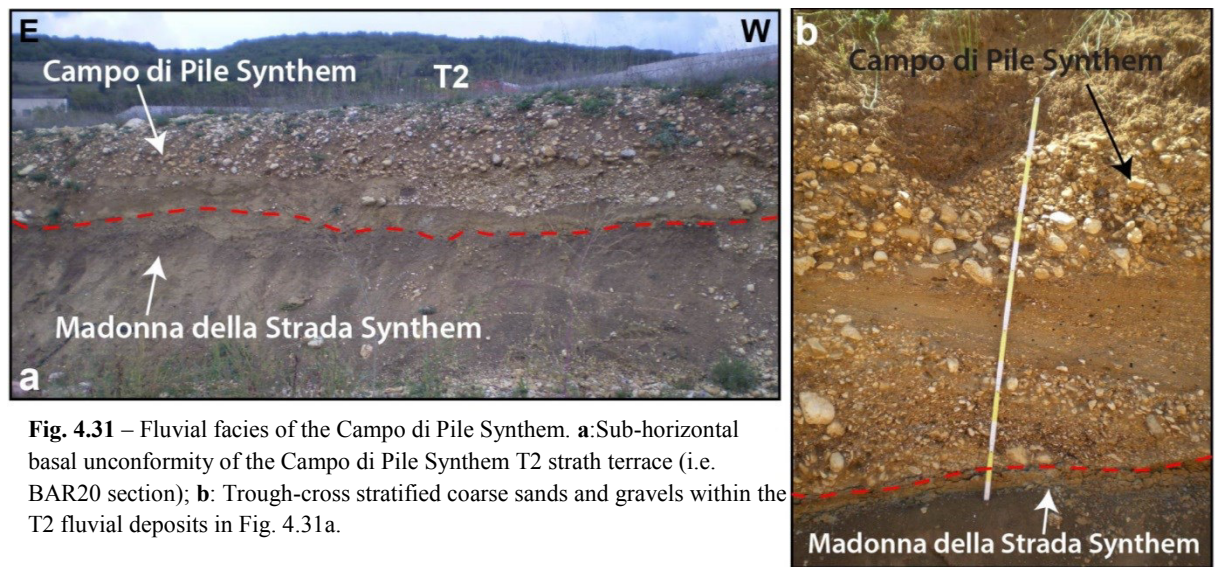 E
W
Campo di Pile Synthem
T2
Madonna della Strada Synthem
a
b
Campo di Pile Synthem
Madonna della Strada Synthem
Fig. 4.31 – Fluvial facies of the Campo di Pile Synthem. a:Sub-horizontal
basal unconformity of the Campo di Pile Synthem T2 strath terrace (i.e.
BAR20 section); b: Trough-cross stratified coarse sands and gravels within the
T2 fluvial deposits in Fig. 4.31a.